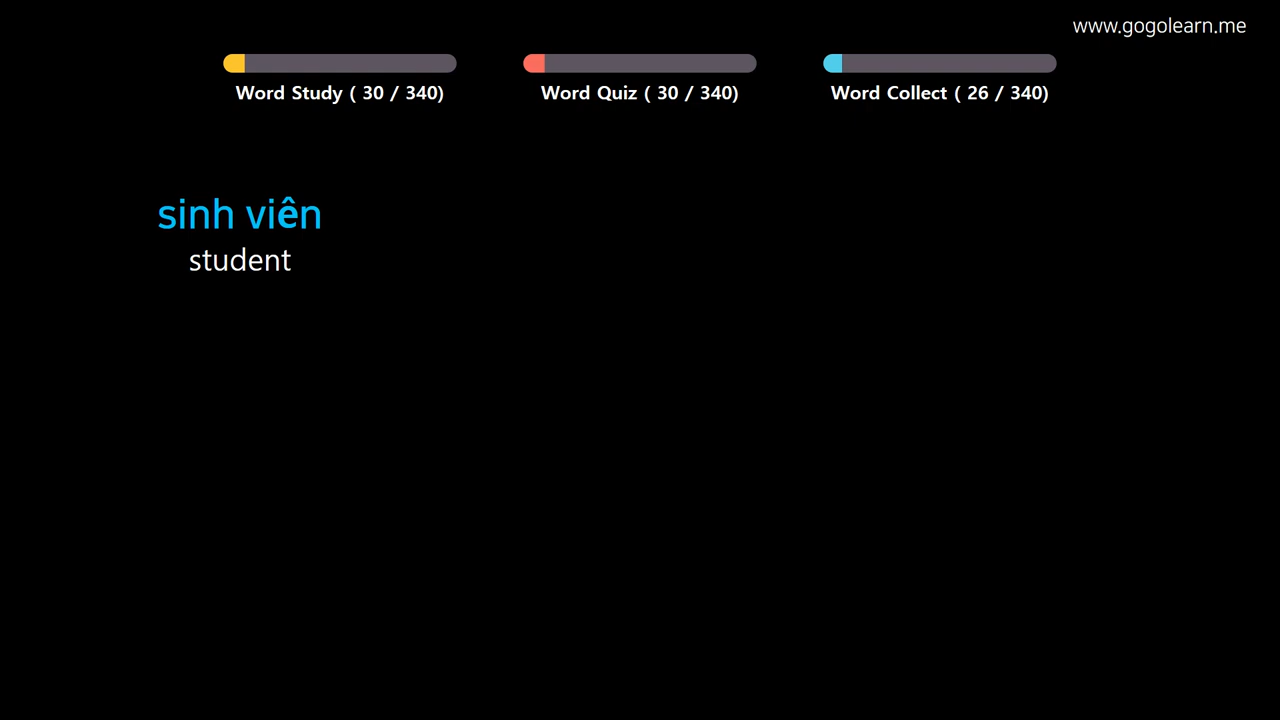 www.gogolearn.me
Word Study ( 30 / 340)
Word Quiz ( 30 / 340)
Word Collect ( 26 / 340)
sinh viên
student